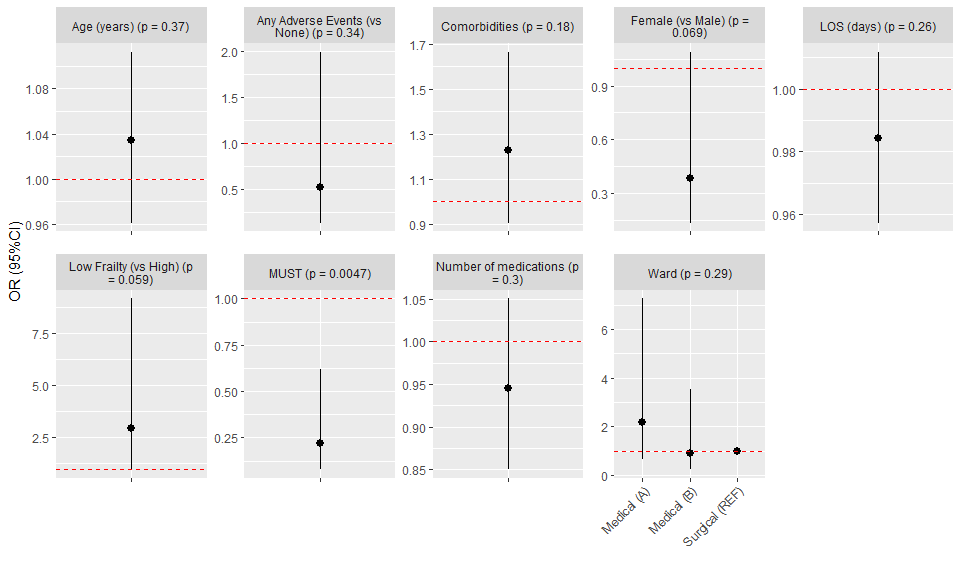 Age (years) (p = 0.37)
Any Adverse Events (vs
None) (p = 0.34)
Comorbidities (p = 0.18)
Female (vs Male) (p =
0.069)
LOS (days) (p = 0.26)
1.08
1.04
1.00
0.96
2.0
1.5
1.0
0.5
1.7
1.5
1.3
1.1
0.9
0.9
0.6
0.3
1.00
0.98
0.96
OR (95%CI)
Low Frailty (vs High) (p
= 0.059)
MUST (p = 0.0047)
Number of medications (p
= 0.3)
Ward (p = 0.29)
7.5
5.0
2.5
1.00
0.75
0.50
0.25
1.05
1.00
0.95
0.90
0.85
6
4
2
0
Medical (A)
Medical (B)
Surgical (REF)